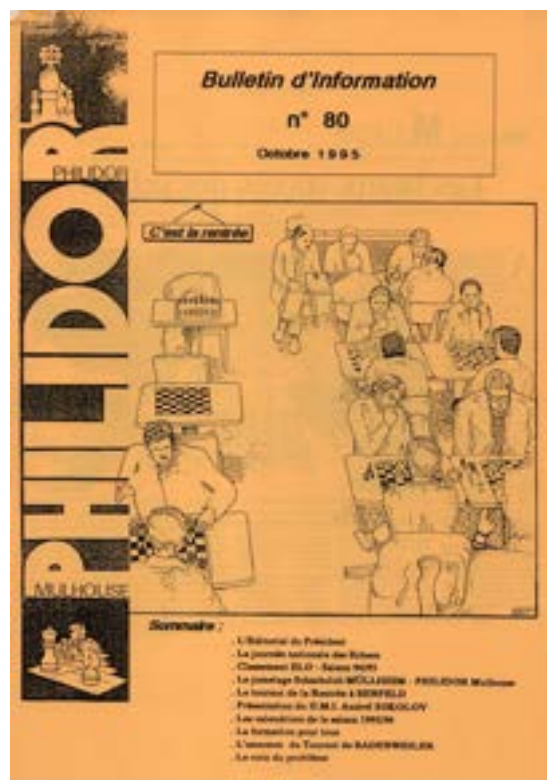 Bulletin d'Information
n° 80
Octobre 1995
PHILIDOR
PHILIDOR
MULHOUSE
C'est la rentrée
Sommaire :
. L'Editorial du Président
. La journée nationale des Echecs
. Classement ELO - Saison 94/95
. Le jumelage Schachclub MÜLLHEIM - PHILIDOR Mulhouse
. Le tournoi de la Rentrée à BENFELD
. Présentation du G.M.I. Andreï SOKOLOV
. Les calendriers de la saison 1995/96
. La formation pour tous
. L'annonce du Tournoi de BADENWEILER
. Le coin du problème